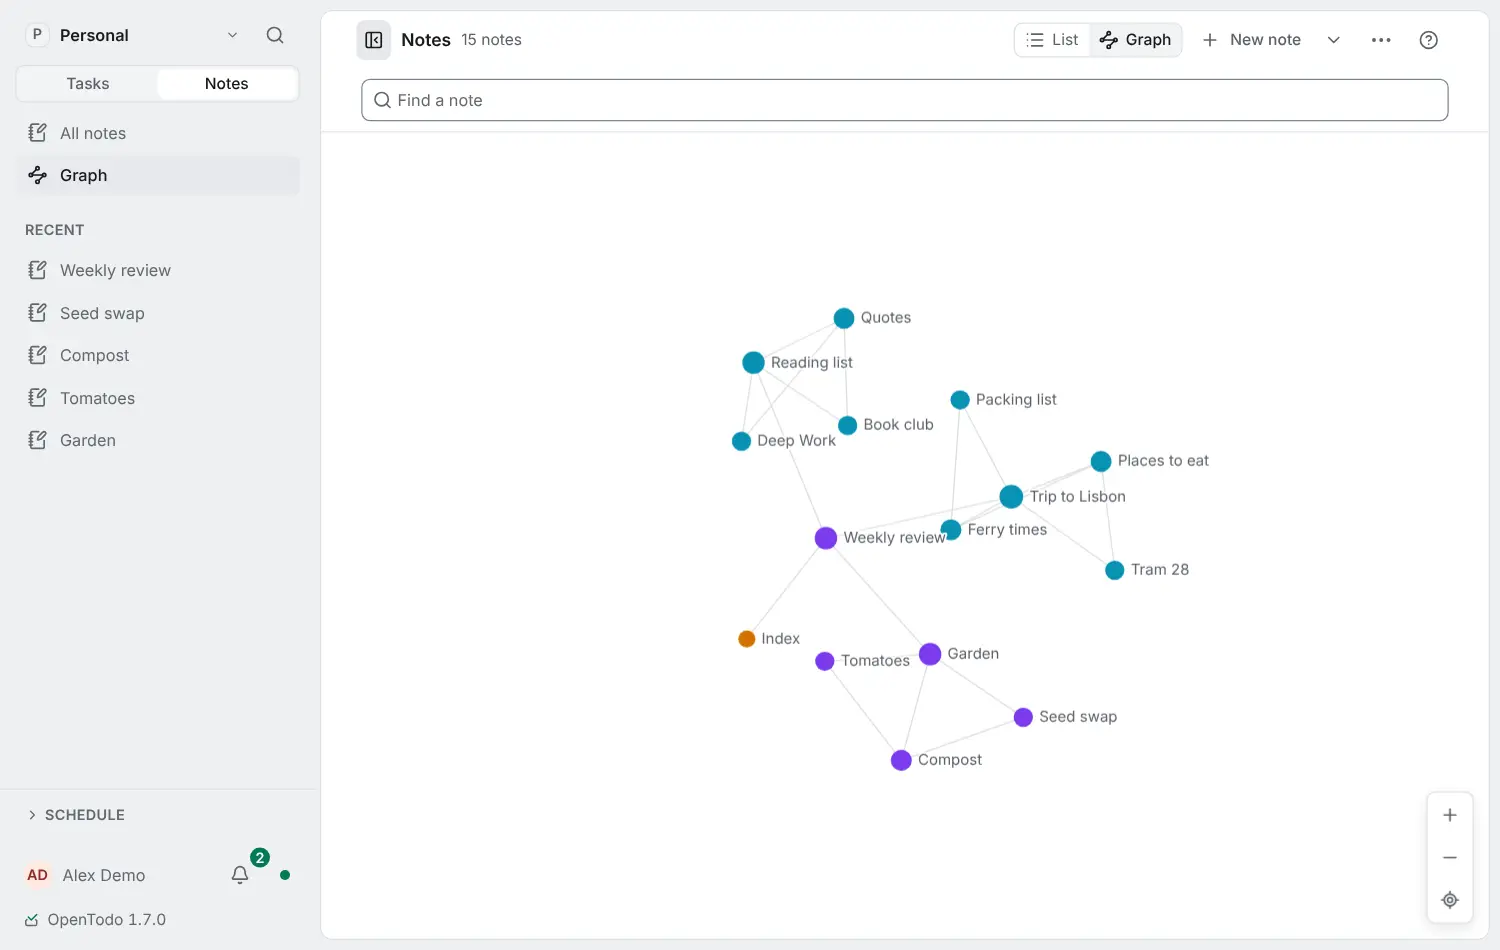 P Personal
Tasks Notes
All notes
Graph
RECENT
Weekly review
Seed swap
Compost
Tomatoes
Garden
SCHEDULE
2
AD Alex Demo
OpenTodo 1.7.0
Notes 15 notes
List Graph New note
Find a note
Quotes
Reading list
Packing list
Book club
Deep Work
Places to eat
Trip to Lisbon
Ferry times
Weekly review
Tram 28
Index
Garden
Tomatoes
Seed swap
Compost